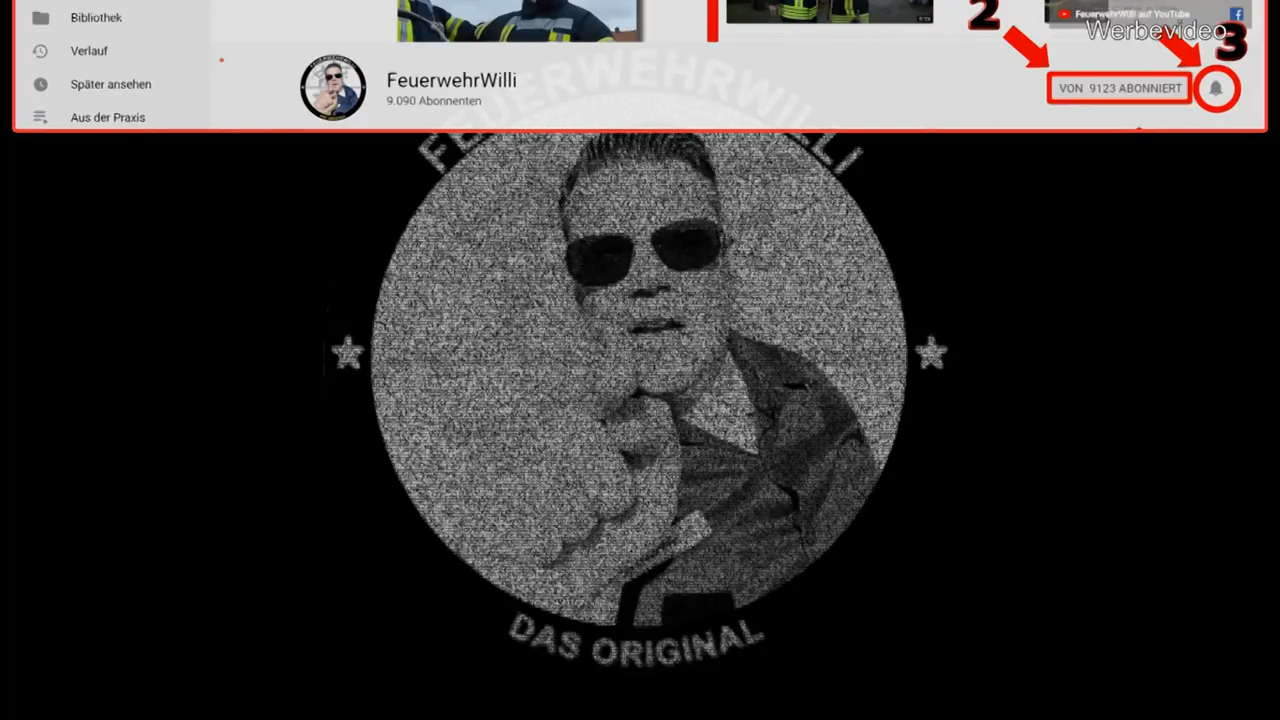 Bibliothek
Verlauf
Später ansehen
Aus der Praxis
FeuerwehrWilli
9.090 Abonnenten
FeuerwehrWilli auf YouTube
Werbevideo
2
3
VON 9123 ABONNIERT
FEUERWEHRWILLI
DAS ORIGINAL